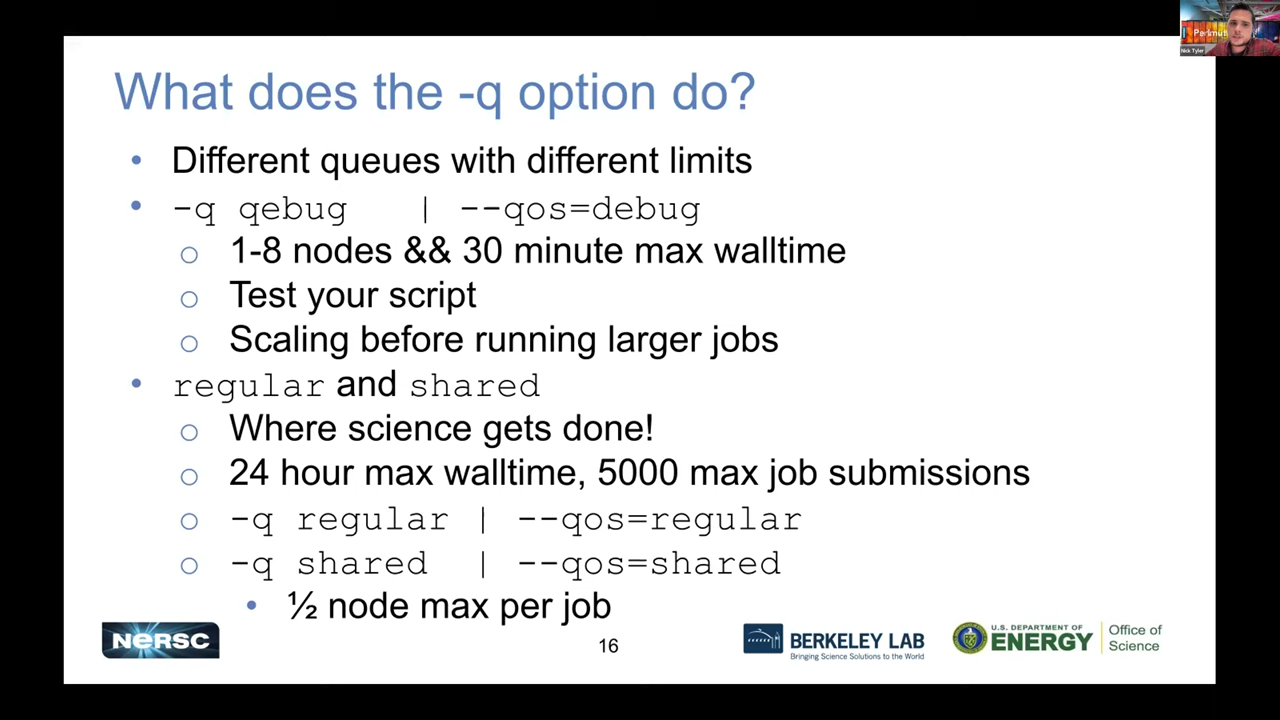 Perlmut
Nick Tyler
What does the -q option do?
• Different queues with different limits
• -q qebug | --qos=debug
○ 1-8 nodes && 30 minute max walltime
○ Test your script
○ Scaling before running larger jobs
• regular and shared
○ Where science gets done!
○ 24 hour max walltime, 5000 max job submissions
○ -q regular | --qos=regular
○ -q shared | --qos=shared
• ½ node max per job
NERSC
16
BERKELEY LAB
Bringing Science Solutions to the World
U.S. DEPARTMENT OF
ENERGY
Office of
Science